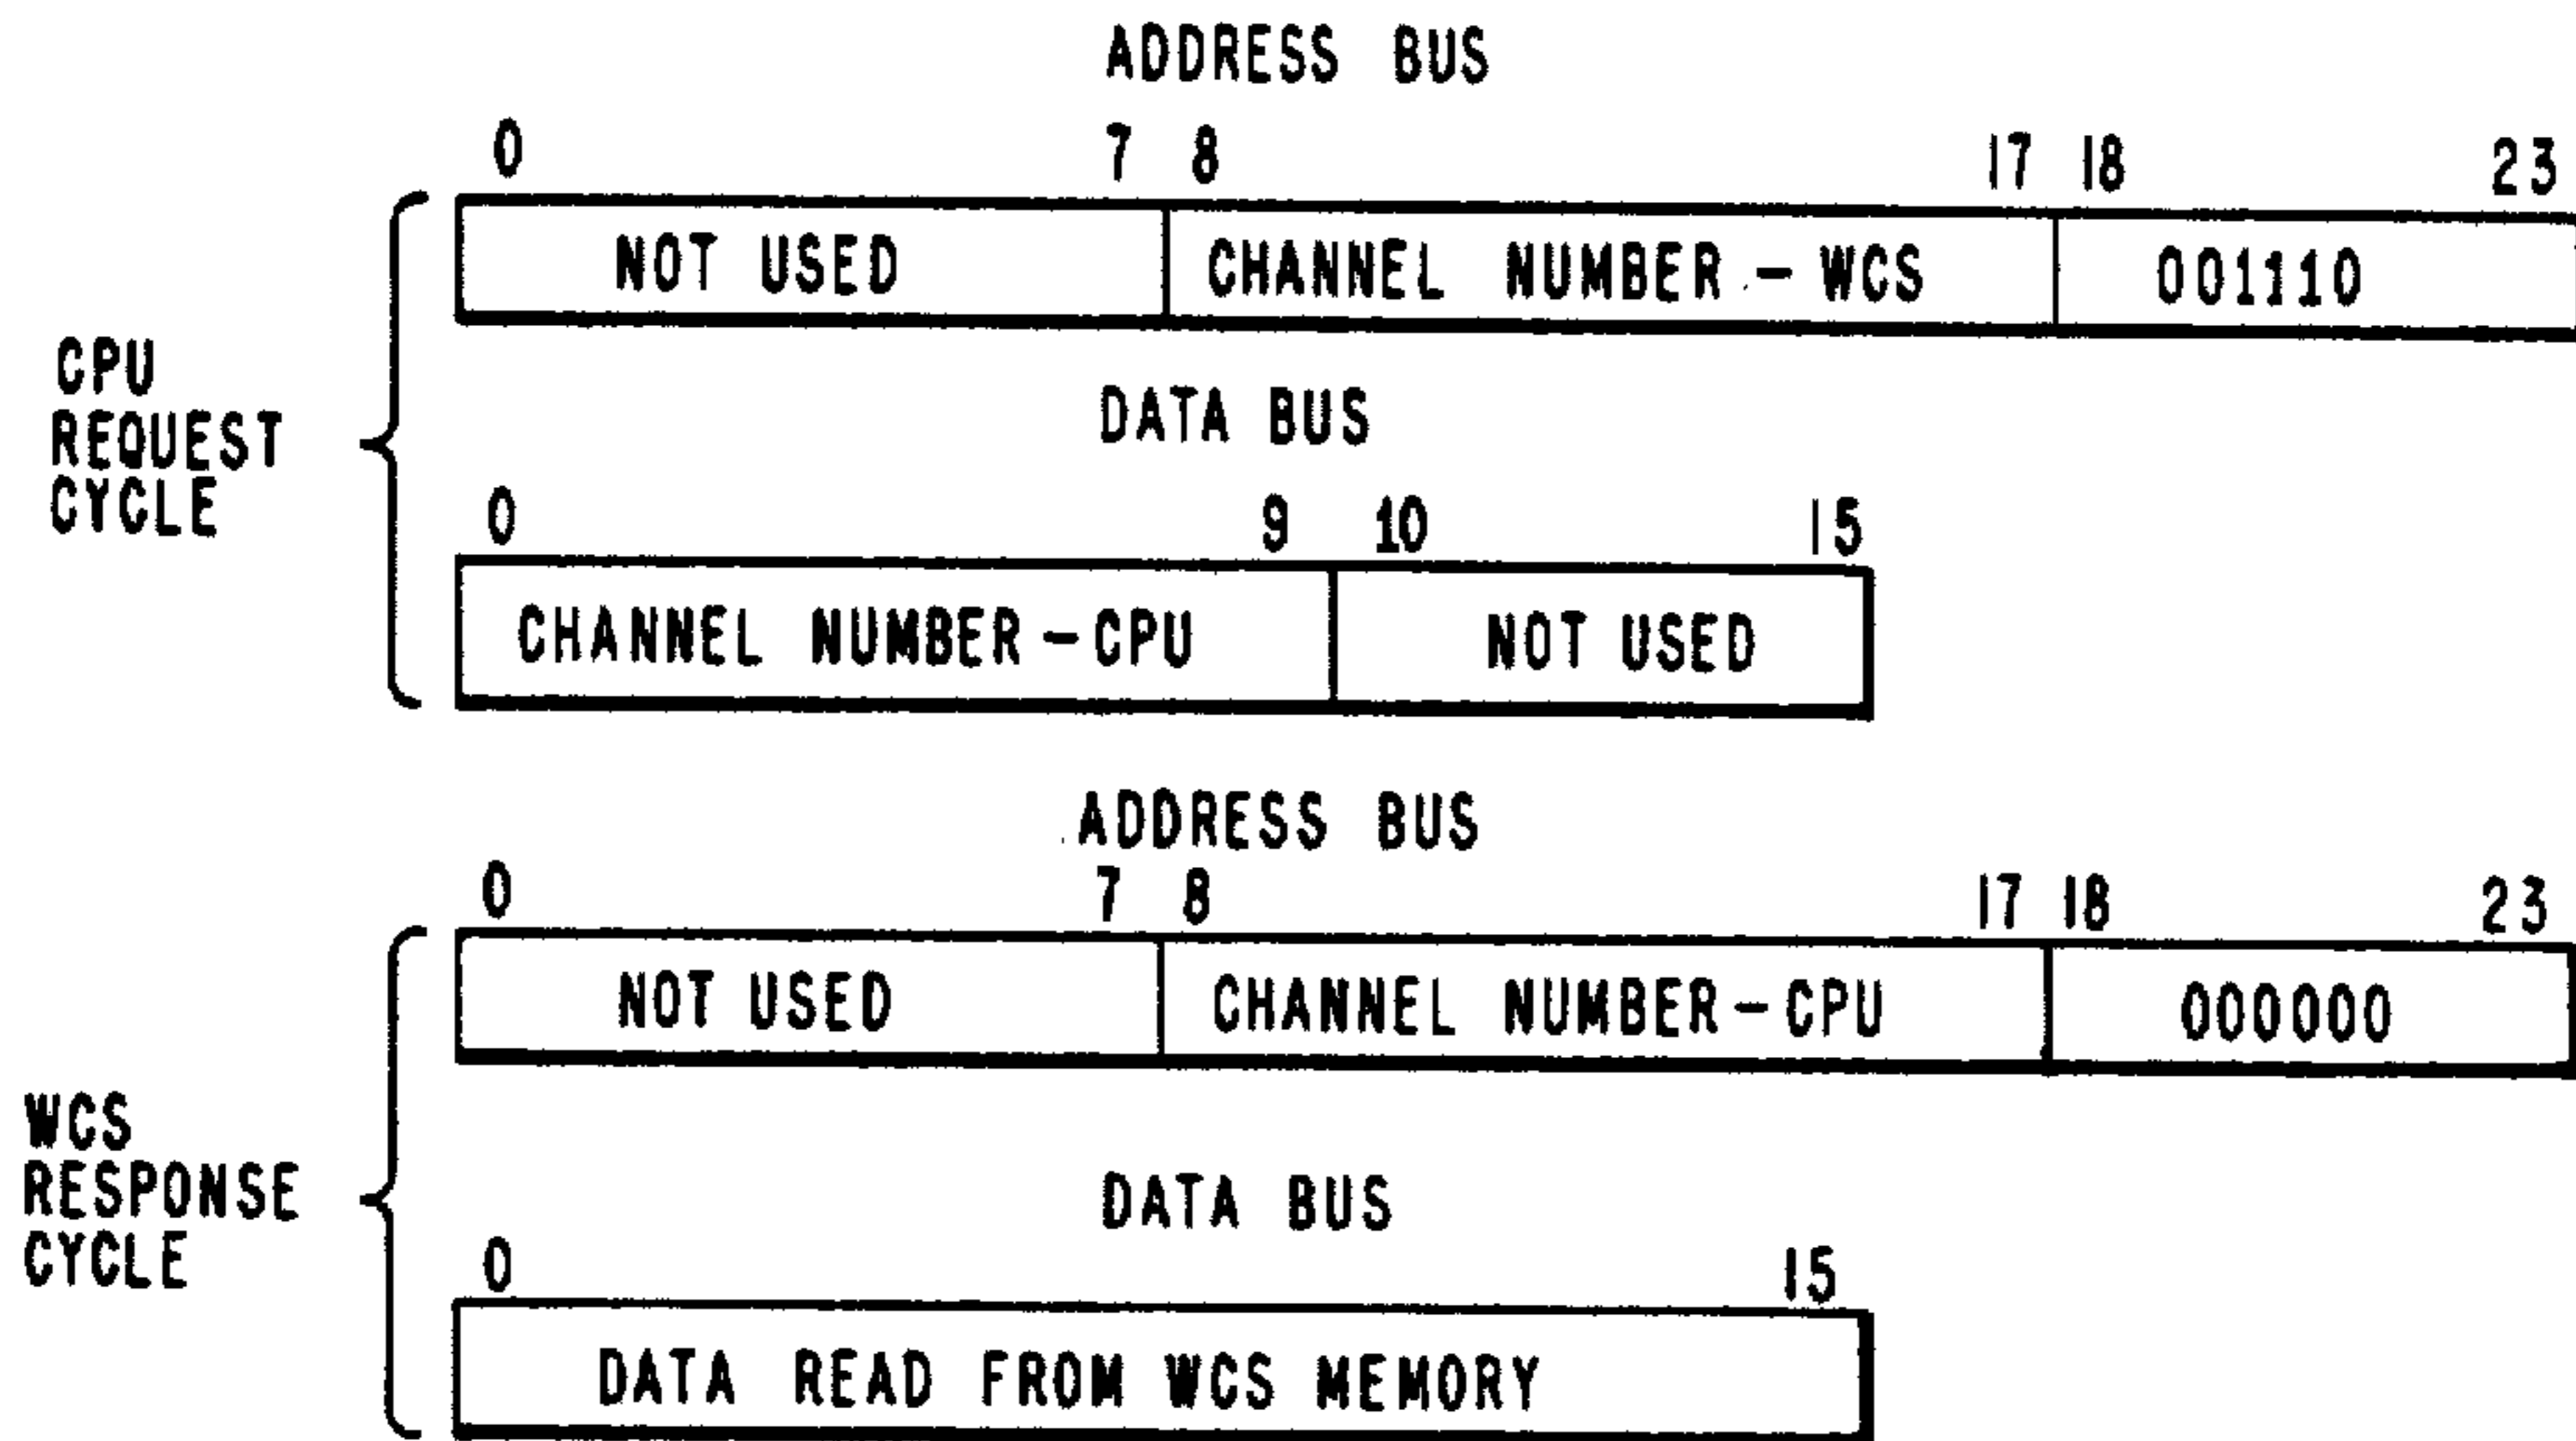 ADDRESS BUS
0 7 8 17 18 23
NOT USED CHANNEL NUMBER - WCS 001110
CPU
REQUEST
CYCLE
DATA BUS
0 9 10 15
CHANNEL NUMBER - CPU NOT USED
ADDRESS BUS
0 7 8 17 18 23
NOT USED CHANNEL NUMBER - CPU 000000
WCS
RESPONSE
CYCLE
DATA BUS
0 15
DATA READ FROM WCS MEMORY